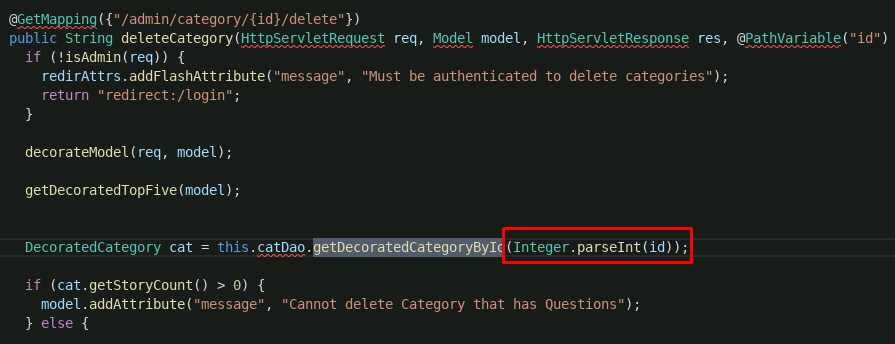 @GetMapping({"/admin/category/{id}/delete"})
public String deleteCategory(HttpServletRequest req, Model model, HttpServletResponse res, @PathVariable("id")
if (!isAdmin(req)) {
redirAttrs.addFlashAttribute("message", "Must be authenticated to delete categories");
return "redirect:/login";
}
decorateModel(req, model);
getDecoratedTopFive(model);
DecoratedCategory cat = this.catDao.getDecoratedCategoryById(Integer.parseInt(id));
if (cat.getStoryCount() > 0) {
model.addAttribute("message", "Cannot delete Category that has Questions");
} else {